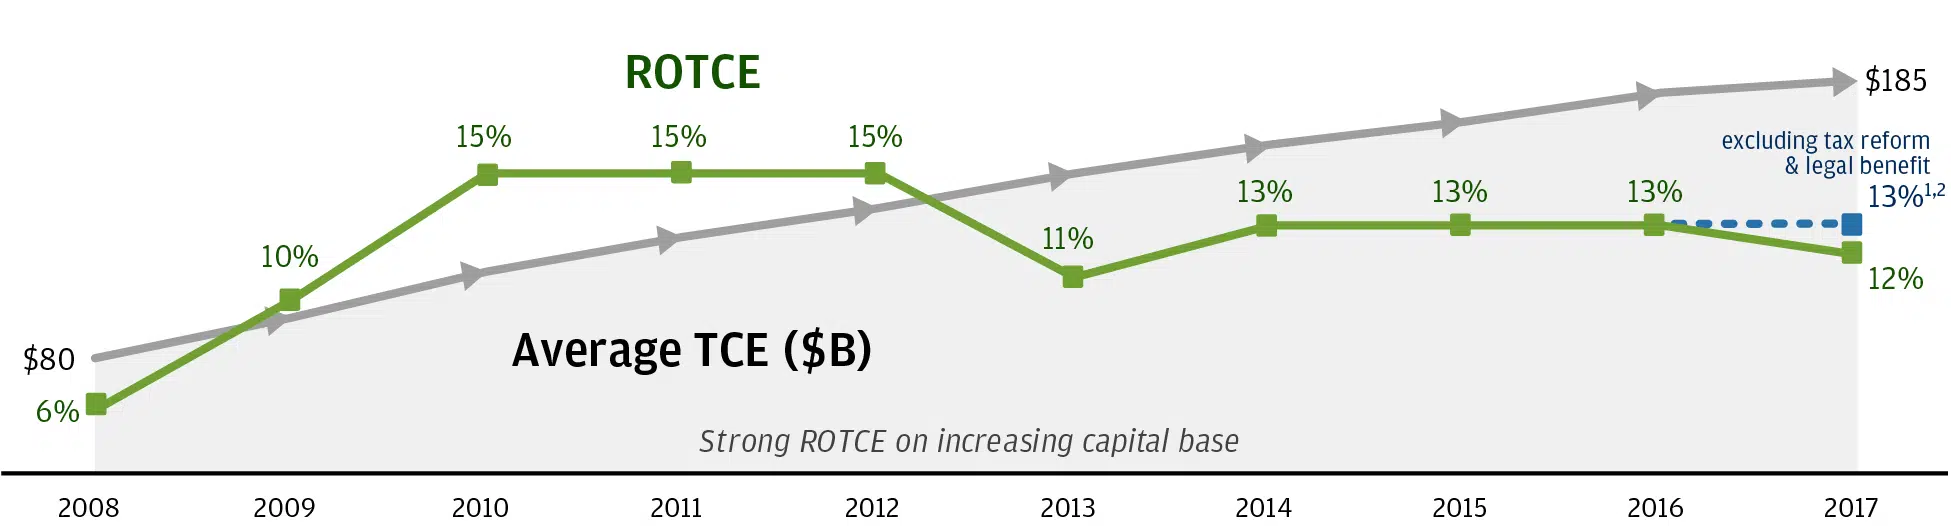 ROTCE
$185
15%
15%
15%
excluding tax reform
& legal benefit
13%1,2
13%
13%
13%
11%
10%
12%
Average TCE ($B)
$80
6%
Strong ROTCE on increasing capital base
2008 2009 2010 2011 2012 2013 2014 2015 2016 2017